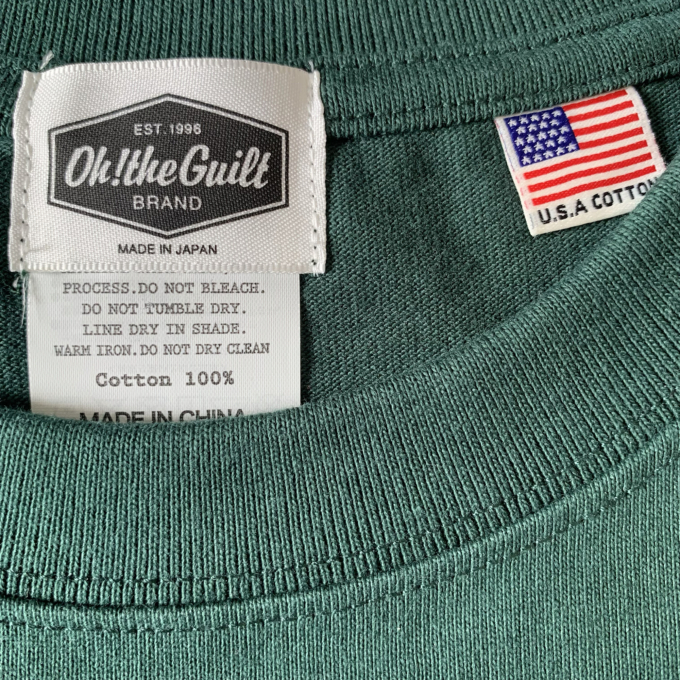 EST. 1996
Oh!theGuilt
BRAND
MADE IN JAPAN
PROCESS.DO NOT BLEACH.
DO NOT TUMBLE DRY.
LINE DRY IN SHADE.
WARM IRON.DO NOT DRY CLEAN
Cotton 100%
MADE IN CHINA
U.S.A COTTON